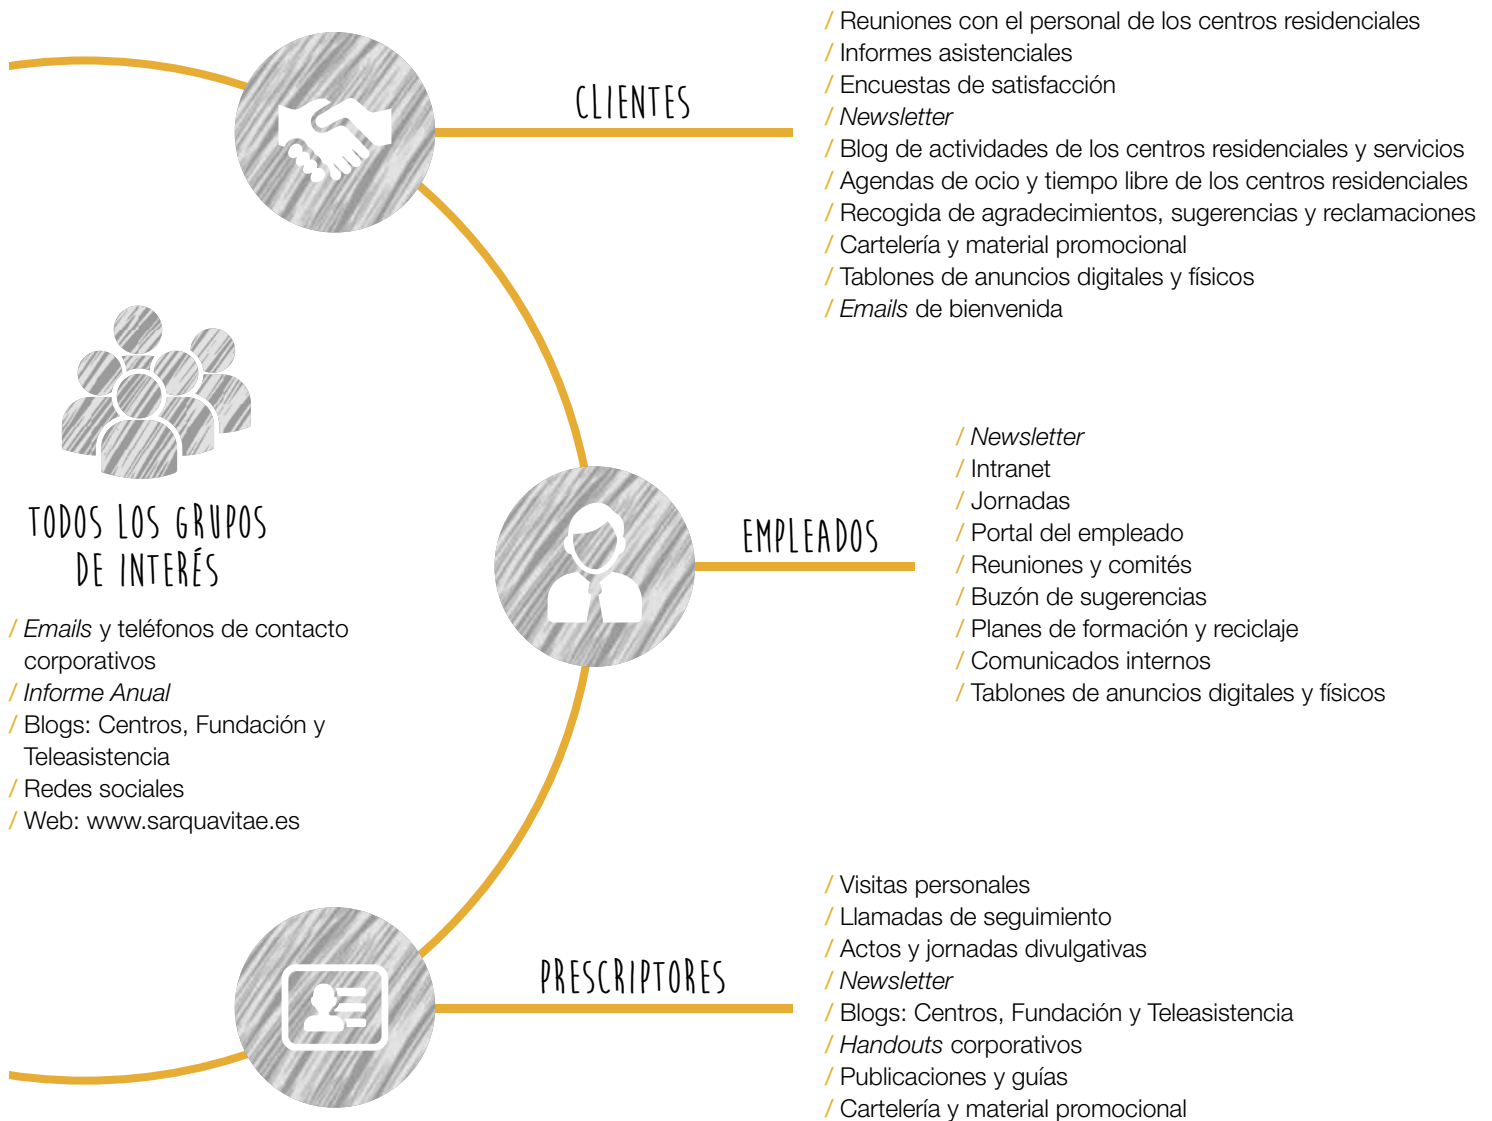 CLIENTES
/ Reuniones con el personal de los centros residenciales
/ Informes asistenciales
/ Encuestas de satisfacción
/ Newsletter
/ Blog de actividades de los centros residenciales y servicios
/ Agendas de ocio y tiempo libre de los centros residenciales
/ Recogida de agradecimientos, sugerencias y reclamaciones
/ Cartelería y material promocional
/ Tablones de anuncios digitales y físicos
/ Emails de bienvenida
TODOS LOS GRUPOS
DE INTERÉS
/ Emails y teléfonos de contacto
corporativos
/ Informe Anual
/ Blogs: Centros, Fundación y
Teleasistencia
/ Redes sociales
/ Web: www.sarquavitae.es
EMPLEADOS
/ Newsletter
/ Intranet
/ Jornadas
/ Portal del empleado
/ Reuniones y comités
/ Buzón de sugerencias
/ Planes de formación y reciclaje
/ Comunicados internos
/ Tablones de anuncios digitales y físicos
PRESCRIPTORES
/ Visitas personales
/ Llamadas de seguimiento
/ Actos y jornadas divulgativas
/ Newsletter
/ Blogs: Centros, Fundación y Teleasistencia
/ Handouts corporativos
/ Publicaciones y guías
/ Cartelería y material promocional